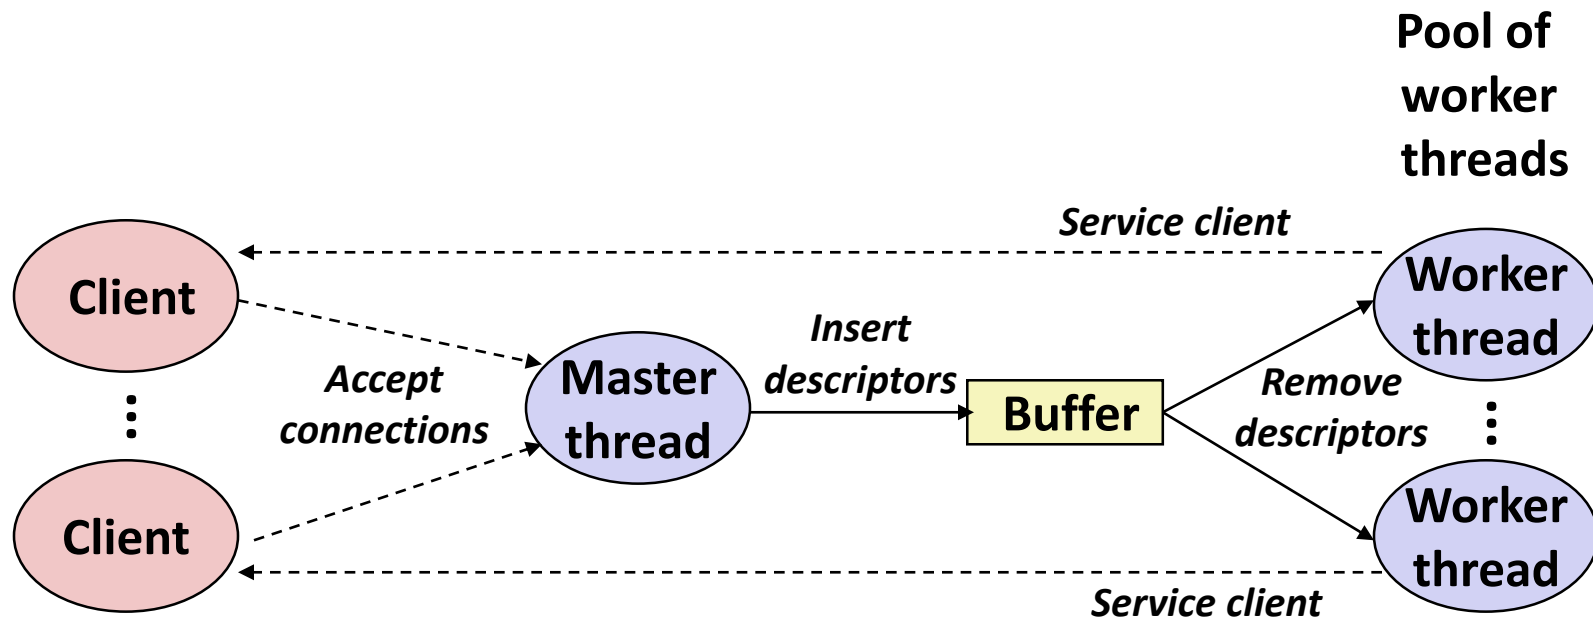 Pool of
worker
threads
Service client
Client
Worker
thread
Insert
descriptors
Accept
connections
Master
thread
Buffer
Remove
descriptors
Client
Worker
thread
Service client